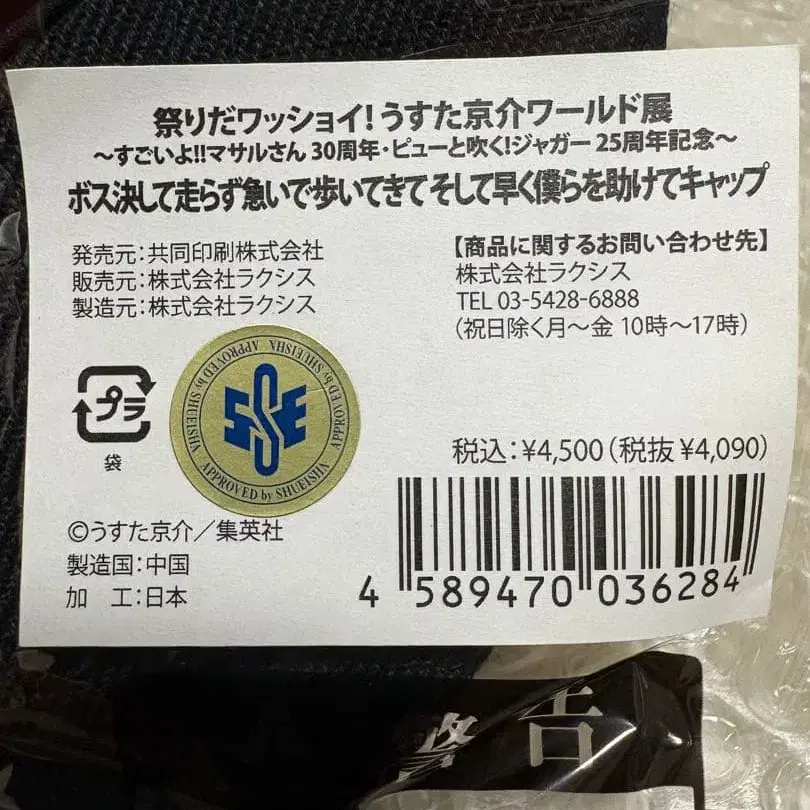 祭りだワッショイ!うすた京介ワールド展
〜すごいよ!!マサルさん 30周年・ピューと吹く!ジャガー 25周年記念〜
ボス決して走らず急いで歩いてきてそして早く僕らを助けてキャップ
発売元:共同印刷株式会社
販売元:株式会社ラクシス
製造元:株式会社ラクシス
【商品に関するお問い合わせ先】
株式会社ラクシス
TEL 03-5428-6888
(祝日除く月〜金 10時〜17時)
プラ
袋
APPROVED by SHUEISHA
APPROVED by SHUEISHA
APPROVED by SHUEISHA
SSE
税込:¥4,500(税抜 ¥4,090)
©うすた京介/集英社
製造国:中国
加 工:日本
4 589470 036284